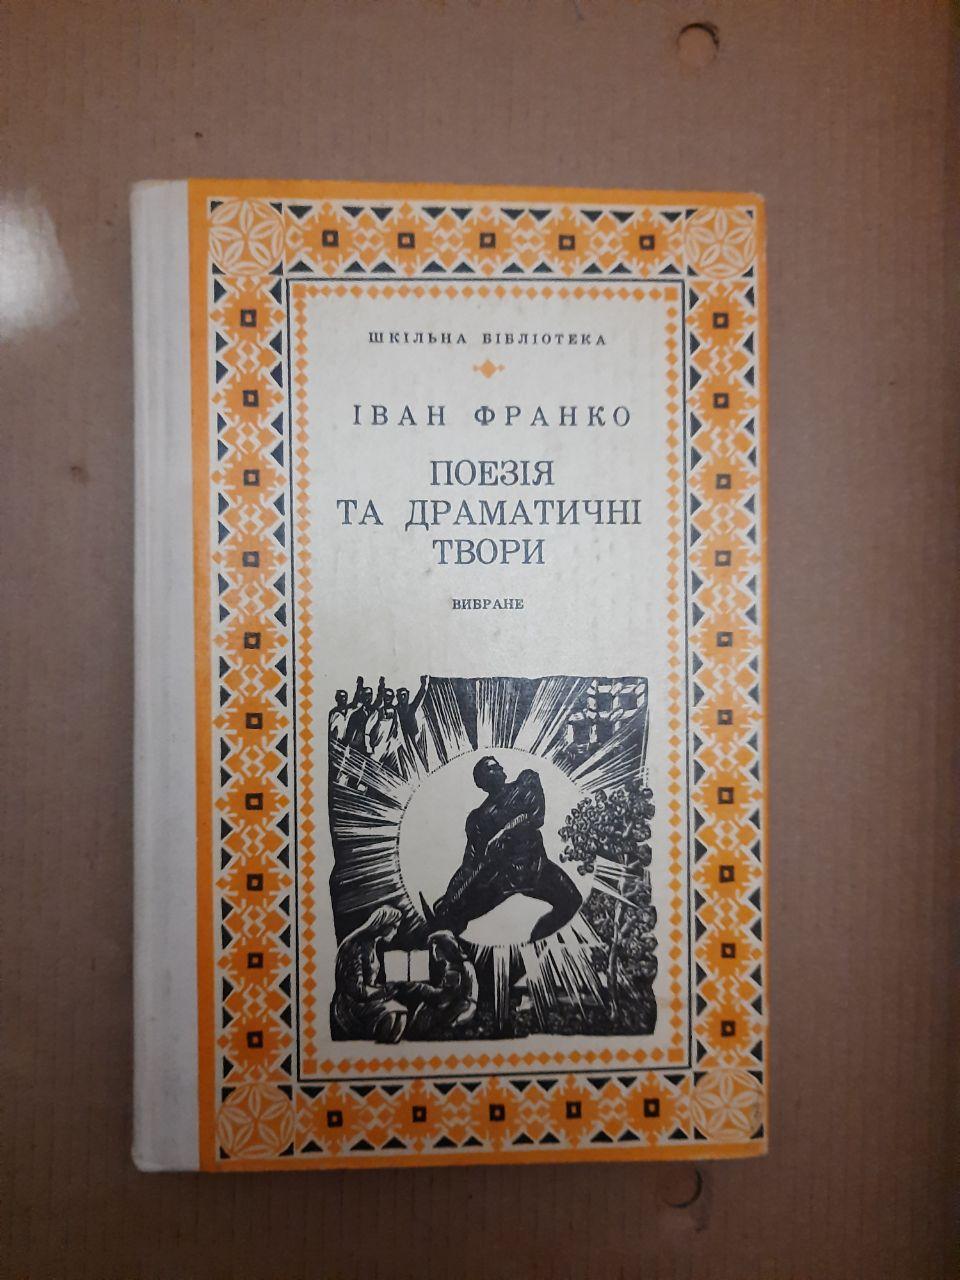 ШКІЛЬНА БІБЛІОТЕКА
ІВАН ФРАНКО
ПОЕЗІЯ
ТА ДРАМАТИЧНІ
ТВОРИ
ВИБРАНЕ